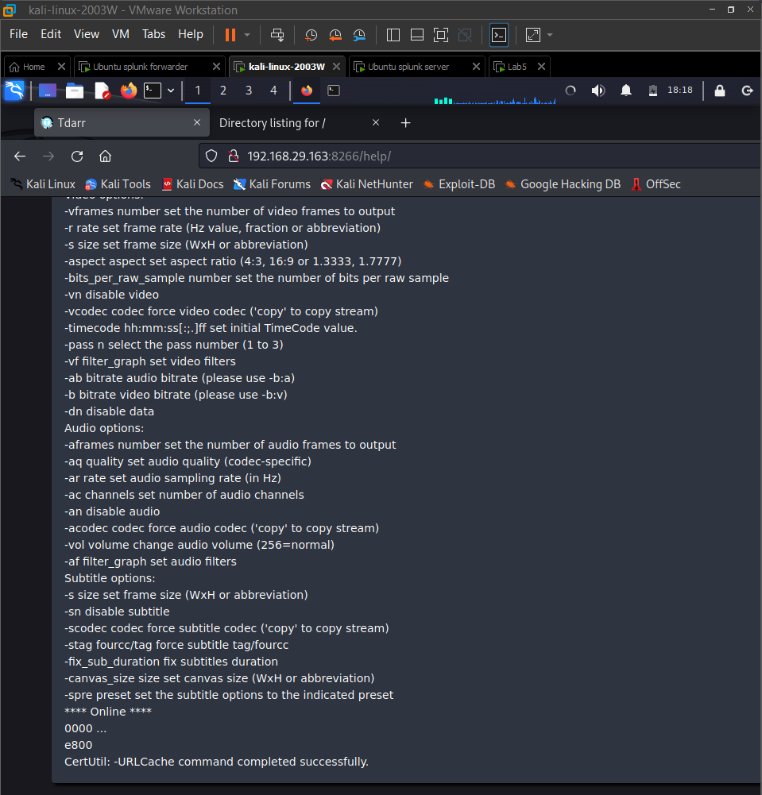 kali-linux-2003W - VMware Workstation
File Edit View VM Tabs Help
Home Ubuntu splunk forwarder kali-linux-2003W Ubuntu splunk server Lab5
1 2 3 4 18:18
Tdarr Directory listing for /
192.168.29.163:8266/help/
Kali Linux Kali Tools Kali Docs Kali Forums Kali NetHunter Exploit-DB Google Hacking DB OffSec
Video options:
-vframes number set the number of video frames to output
-r rate set frame rate (Hz value, fraction or abbreviation)
-s size set frame size (WxH or abbreviation)
-aspect aspect set aspect ratio (4:3, 16:9 or 1.3333, 1.7777)
-bits_per_raw_sample number set the number of bits per raw sample
-vn disable video
-vcodec codec force video codec ('copy' to copy stream)
-timecode hh:mm:ss[:;.]ff set initial TimeCode value.
-pass n select the pass number (1 to 3)
-vf filter_graph set video filters
-ab bitrate audio bitrate (please use -b:a)
-b bitrate video bitrate (please use -b:v)
-dn disable data
Audio options:
-aframes number set the number of audio frames to output
-aq quality set audio quality (codec-specific)
-ar rate set audio sampling rate (in Hz)
-ac channels set number of audio channels
-an disable audio
-acodec codec force audio codec ('copy' to copy stream)
-vol volume change audio volume (256=normal)
-af filter_graph set audio filters
Subtitle options:
-s size set frame size (WxH or abbreviation)
-sn disable subtitle
-scodec codec force subtitle codec ('copy' to copy stream)
-stag fourcc/tag force subtitle tag/fourcc
-fix_sub_duration fix subtitles duration
-canvas_size size set canvas size (WxH or abbreviation)
-spre preset set the subtitle options to the indicated preset
**** Online ****
0000 ...
e800
CertUtil: -URLCache command completed successfully.